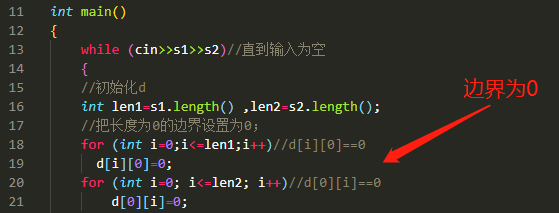 11 int main()
12 {
13 while (cin>>s1>>s2)//直到输入为空
14 {
15 //初始化d
16 int len1=s1.length() ,len2=s2.length();
17 //把长度为0的边界设置为0;
18 for (int i=0;i<=len1;i++)//d[i][0]==0
19 d[i][0]=0;
20 for (int i=0; i<=len2; i++)//d[0][i]==0
21 d[0][i]=0;
边界为0